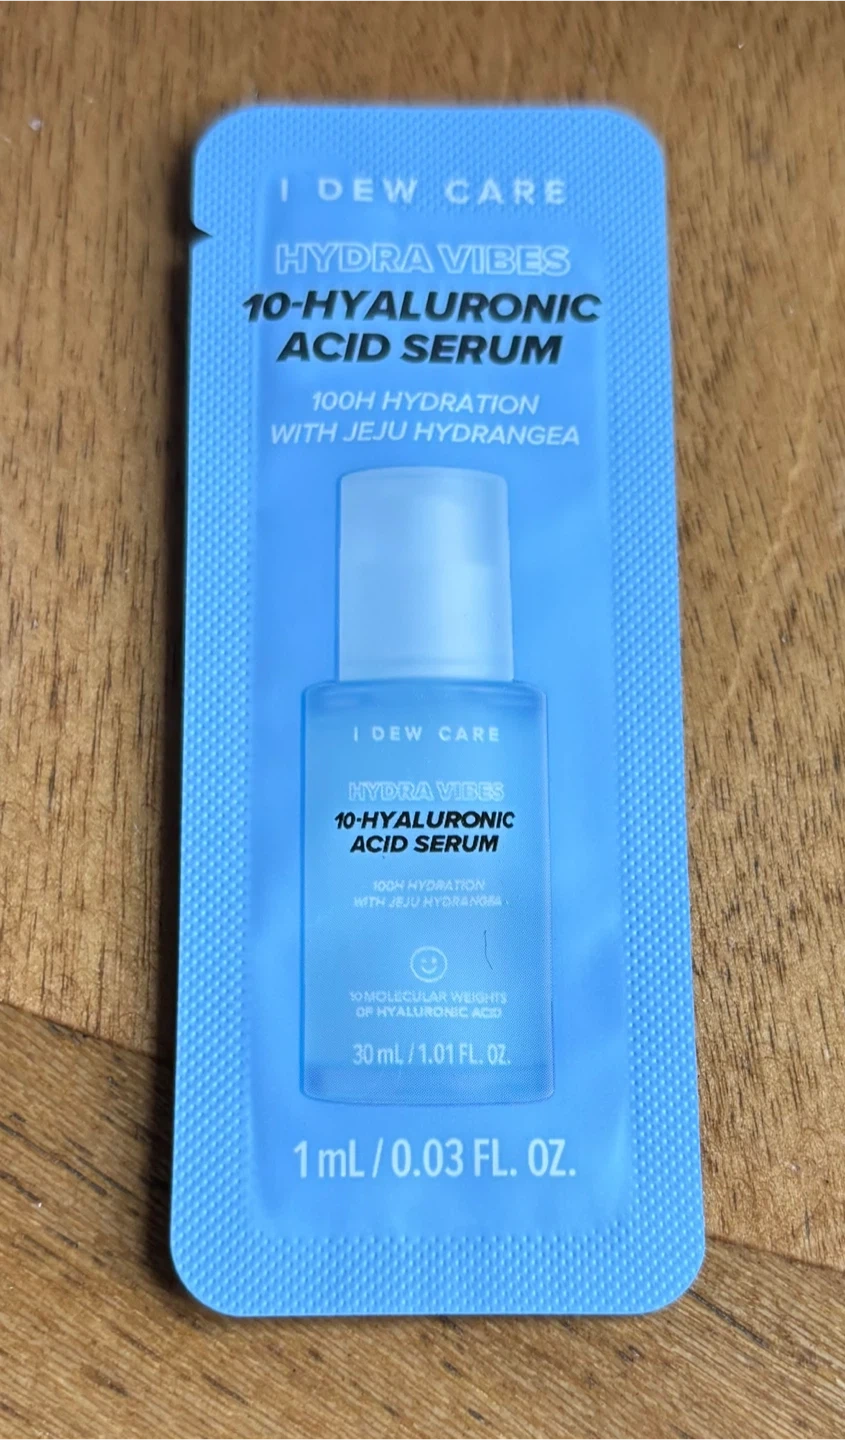 I DEW CARE
HYDRA VIBES
10-HYALURONIC
ACID SERUM
100H HYDRATION
WITH JEJU HYDRANGEA
I DEW CARE
HYDRA VIBES
10-HYALURONIC
ACID SERUM
100H HYDRATION
WITH JEJU HYDRANGEA
10 MOLECULAR WEIGHTS
OF HYALURONIC ACID
30 mL / 1.01 FL. OZ.
1 mL / 0.03 FL. OZ.